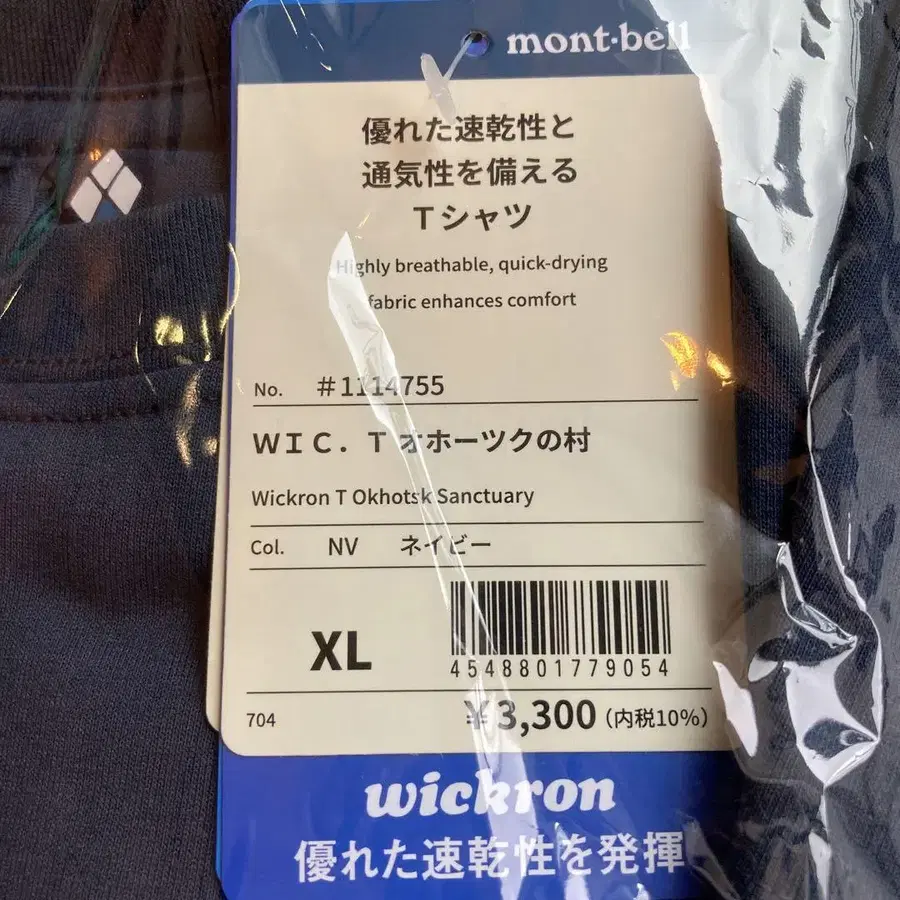 mont·bell
優れた速乾性と
通気性を備える
Tシャツ
Highly breathable, quick-drying
fabric enhances comfort
No. #1114755
WIC. T オホーツクの村
Wickron T Okhotsk Sanctuary
Col. NV ネイビー
XL
4548801779054
704 ¥3,300 (内税10%)
wickron
優れた速乾性を発揮